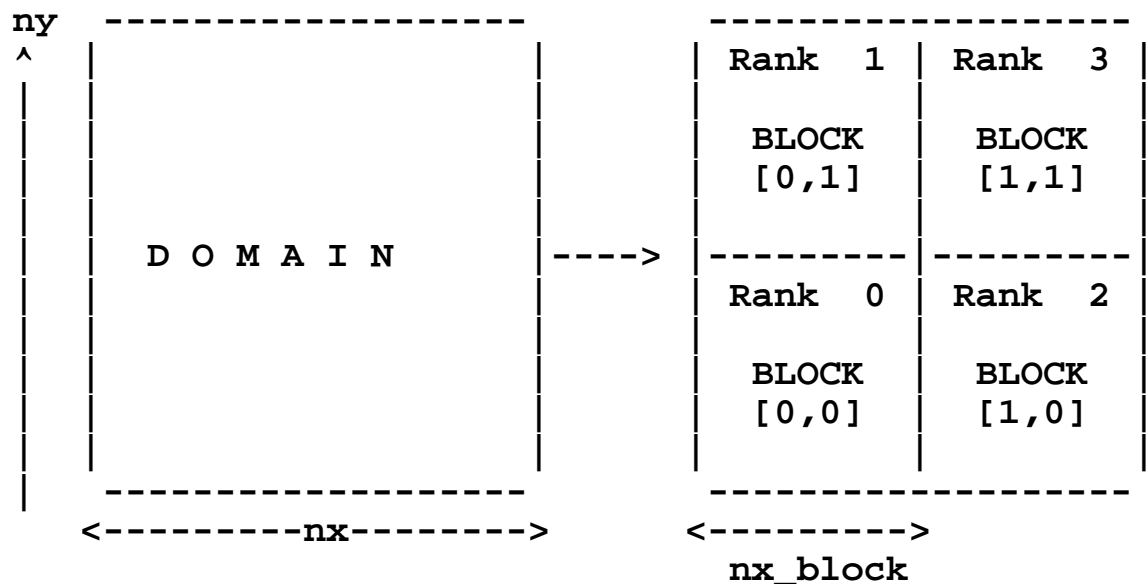 ny
Rank 1 Rank 3
BLOCK BLOCK
[0,1] [1,1]
D O M A I N ---->
Rank 0 Rank 2
BLOCK BLOCK
[0,0] [1,0]
<---------nx-------->
<---------->
nx_block